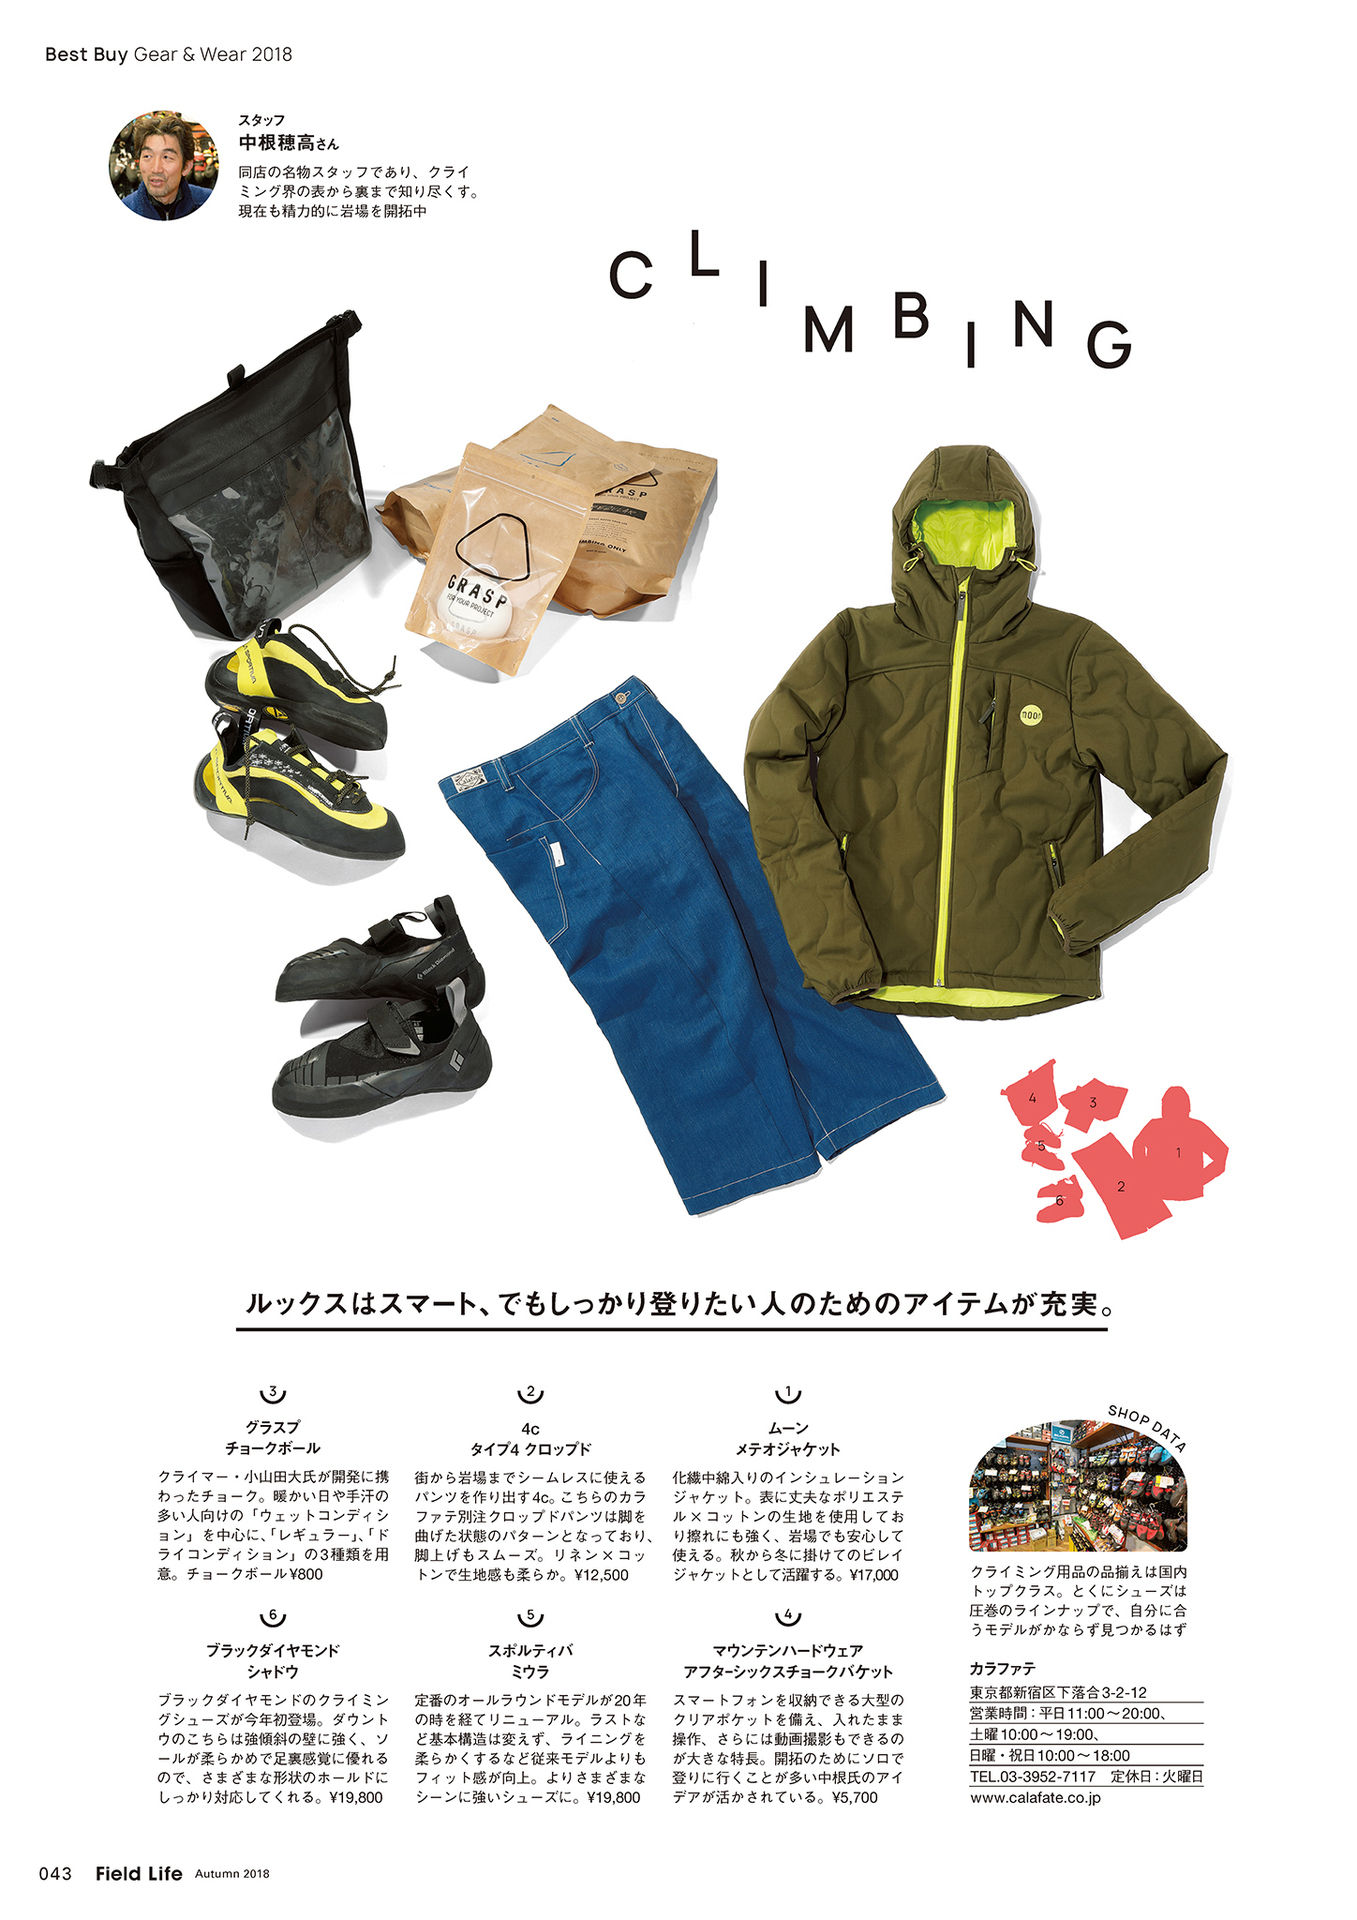 Best Buy Gear & Wear 2018
スタッフ
中根穂高さん
同店の名物スタッフであり、クライ
ミング界の表から裏まで知り尽くす。
現在も精力的に岩場を開拓中
CLIMBING
GRASP
FOR YOUR PROJECT
GRASP
moon
Black Diamond
4
3
5
1
2
6
ルックスはスマート、でもしっかり登りたい人のためのアイテムが充実。
1
ムーン
メテオジャケット
化繊中綿入りのインシュレーション
ジャケット。表に丈夫なポリエステ
ル×コットンの生地を使用してお
り擦れにも強く、岩場でも安心して
使える。秋から冬に掛けてのビレイ
ジャケットとして活躍する。¥17,000
2
4c
タイプ4 クロップド
街から岩場までシームレスに使える
パンツを作り出す4c。こちらのカラ
ファテ別注クロップドパンツは脚を
曲げた状態のパターンとなっており、
脚上げもスムーズ。リネン×コッ
トンで生地感も柔らか。¥12,500
3
グラスプ
チョークボール
クライマー・小山田大氏が開発に携
わったチョーク。暖かい日や手汗の
多い人向けの「ウェットコンディシ
ョン」を中心に、「レギュラー」、「ド
ライコンディション」の3種類を用
意。チョークボール¥800
4
マウンテンハードウェア
アフターシックスチョークバケット
スマートフォンを収納できる大型の
クリアポケットを備え、入れたまま
操作、さらには動画撮影もできるの
が大きな特長。開拓のためにソロで
登りに行くことが多い中根氏のアイ
デアが活かされている。¥5,700
5
スポルティバ
ミウラ
定番のオールラウンドモデルが20年
の時を経てリニューアル。ラストな
ど基本構造は変えず、ライニングを
柔らかくするなど従来モデルよりも
フィット感が向上。よりさまざまな
シーンに強いシューズに。¥19,800
6
ブラックダイヤモンド
シャドウ
ブラックダイヤモンドのクライミン
グシューズが今年初登場。ダウント
ウのこちらは強傾斜の壁に強く、ソ
ールが柔らかめで足裏感覚に優れる
ので、さまざまな形状のホールドに
しっかり対応してくれる。¥19,800
SHOP DATA
クライミング用品の品揃えは国内
トップクラス。とくにシューズは
圧巻のラインナップで、自分に合
うモデルがかならず見つかるはず
カラファテ
東京都新宿区下落合3-2-12
営業時間：平日11:00～20:00、
土曜10:00～19:00、
日曜・祝日10:00～18:00
TEL.03-3952-7117　定休日：火曜日
www.calafate.co.jp
043 Field Life Autumn 2018